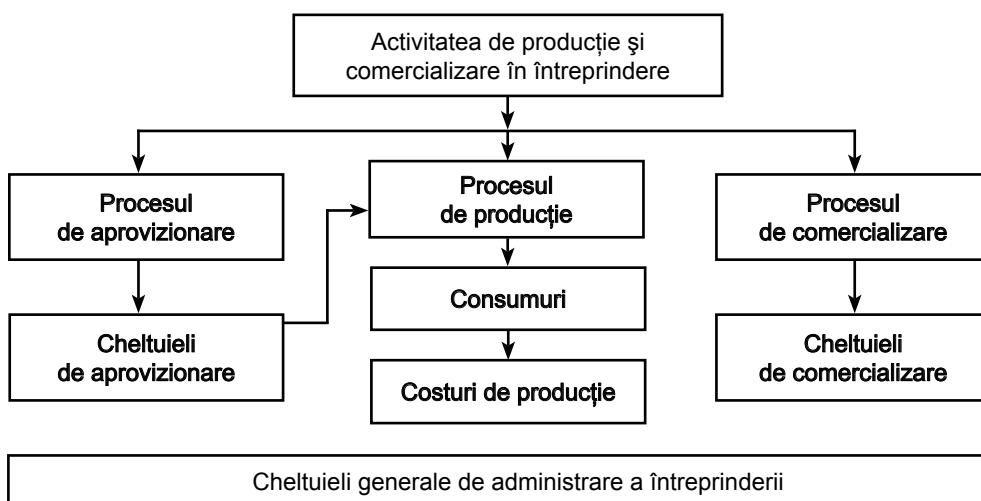 Activitatea de producție şi
comercializare în întreprindere
Procesul
de aprovizionare
Procesul
de producție
Procesul
de comercializare
Consumuri
Cheltuieli
de aprovizionare
Cheltuieli
de comercializare
Costuri de producție
Cheltuieli generale de administrare a întreprinderii